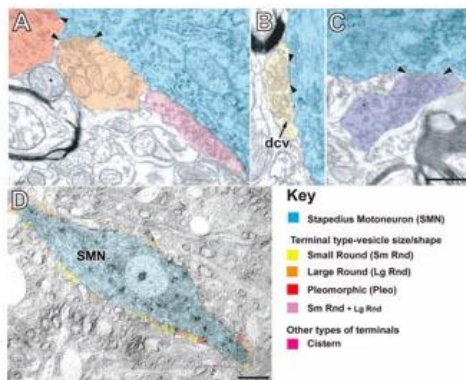 A
B
C
dcv
D
SMN
Key
Stapedius Motoneuron (SMN)
Terminal type-vesicle size/shape
Small Round (Sm Rnd)
Large Round (Lg Rnd)
Pleomorphic (Pleo)
Sm Rnd + Lg Rnd
Other types of terminals
Cistern